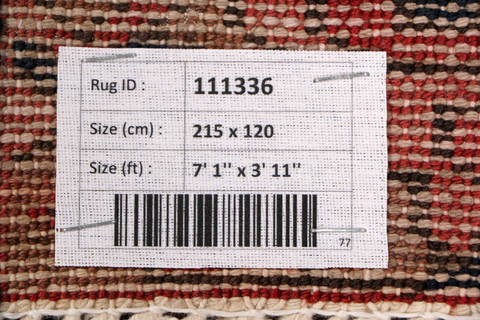 Rug ID : 111336
Size (cm) : 215 x 120
Size (ft) : 7' 1'' x 3' 11''
77